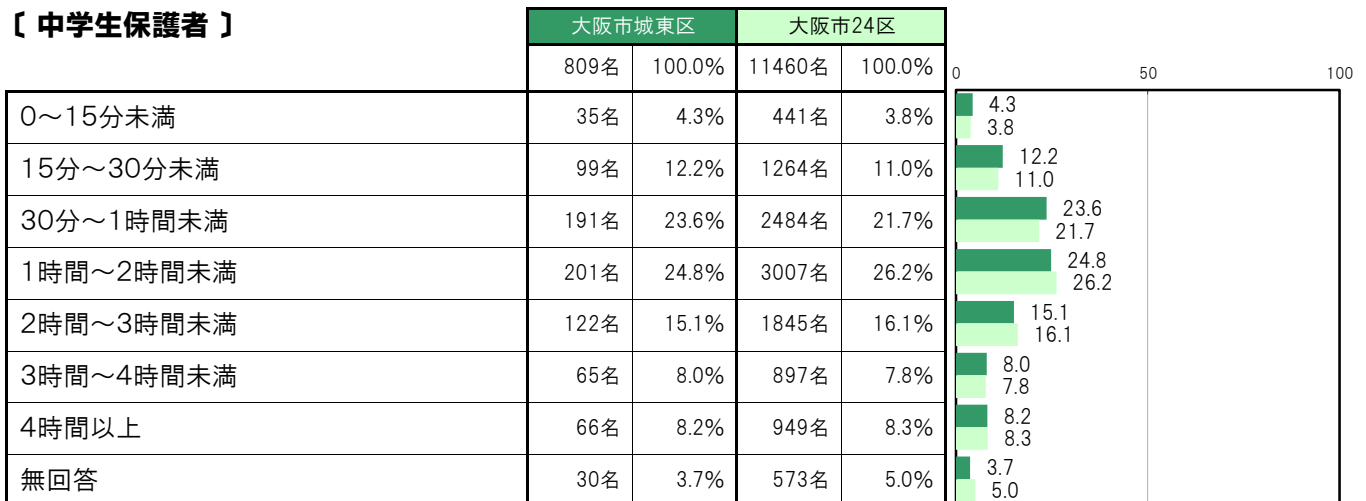 〔 中学生保護者 〕
大阪市城東区 大阪市24区
809名 100.0% 11460名 100.0%
0 50 100
0～15分未満 35名 4.3% 441名 3.8% 4.3
3.8
15分～30分未満 99名 12.2% 1264名 11.0% 12.2
11.0
30分～1時間未満 191名 23.6% 2484名 21.7% 23.6
21.7
1時間～2時間未満 201名 24.8% 3007名 26.2% 24.8
26.2
2時間～3時間未満 122名 15.1% 1845名 16.1% 15.1
16.1
3時間～4時間未満 65名 8.0% 897名 7.8% 8.0
7.8
4時間以上 66名 8.2% 949名 8.3% 8.2
8.3
無回答 30名 3.7% 573名 5.0% 3.7
5.0